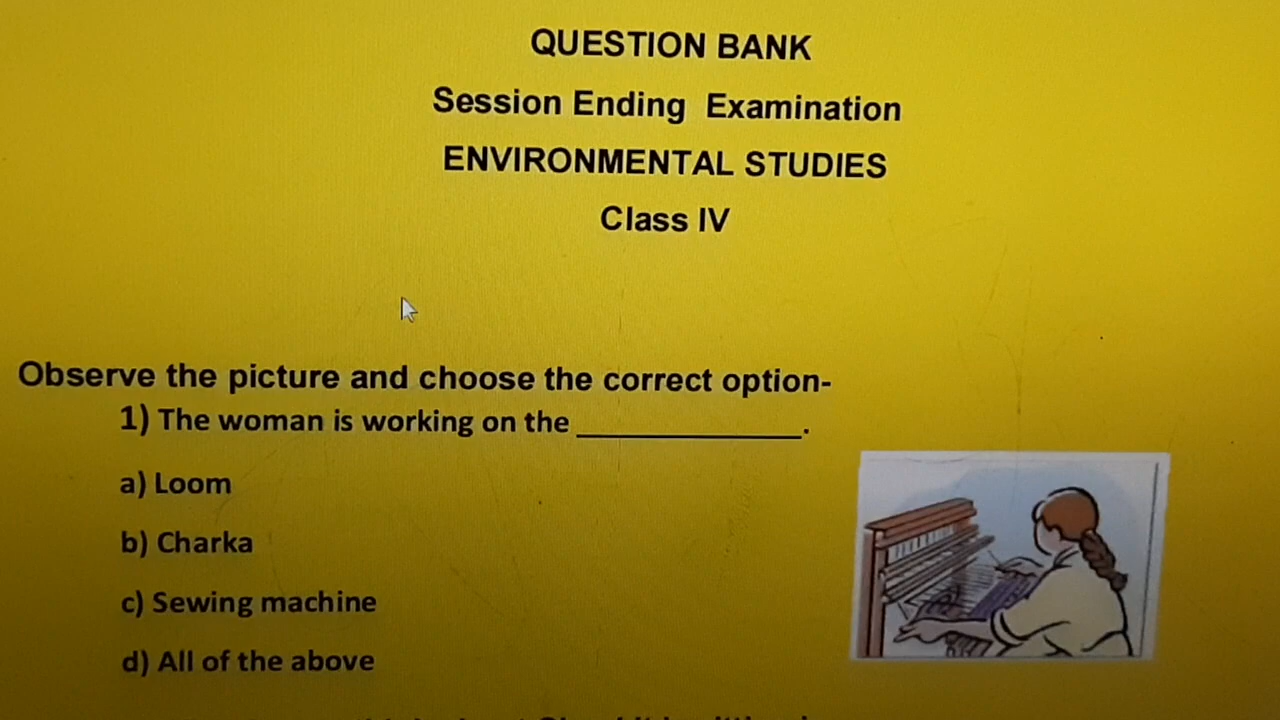 QUESTION BANK
Session Ending Examination
ENVIRONMENTAL STUDIES
Class IV
Observe the picture and choose the correct option-
1) The woman is working on the ____________.
a) Loom
b) Charka
c) Sewing machine
d) All of the above